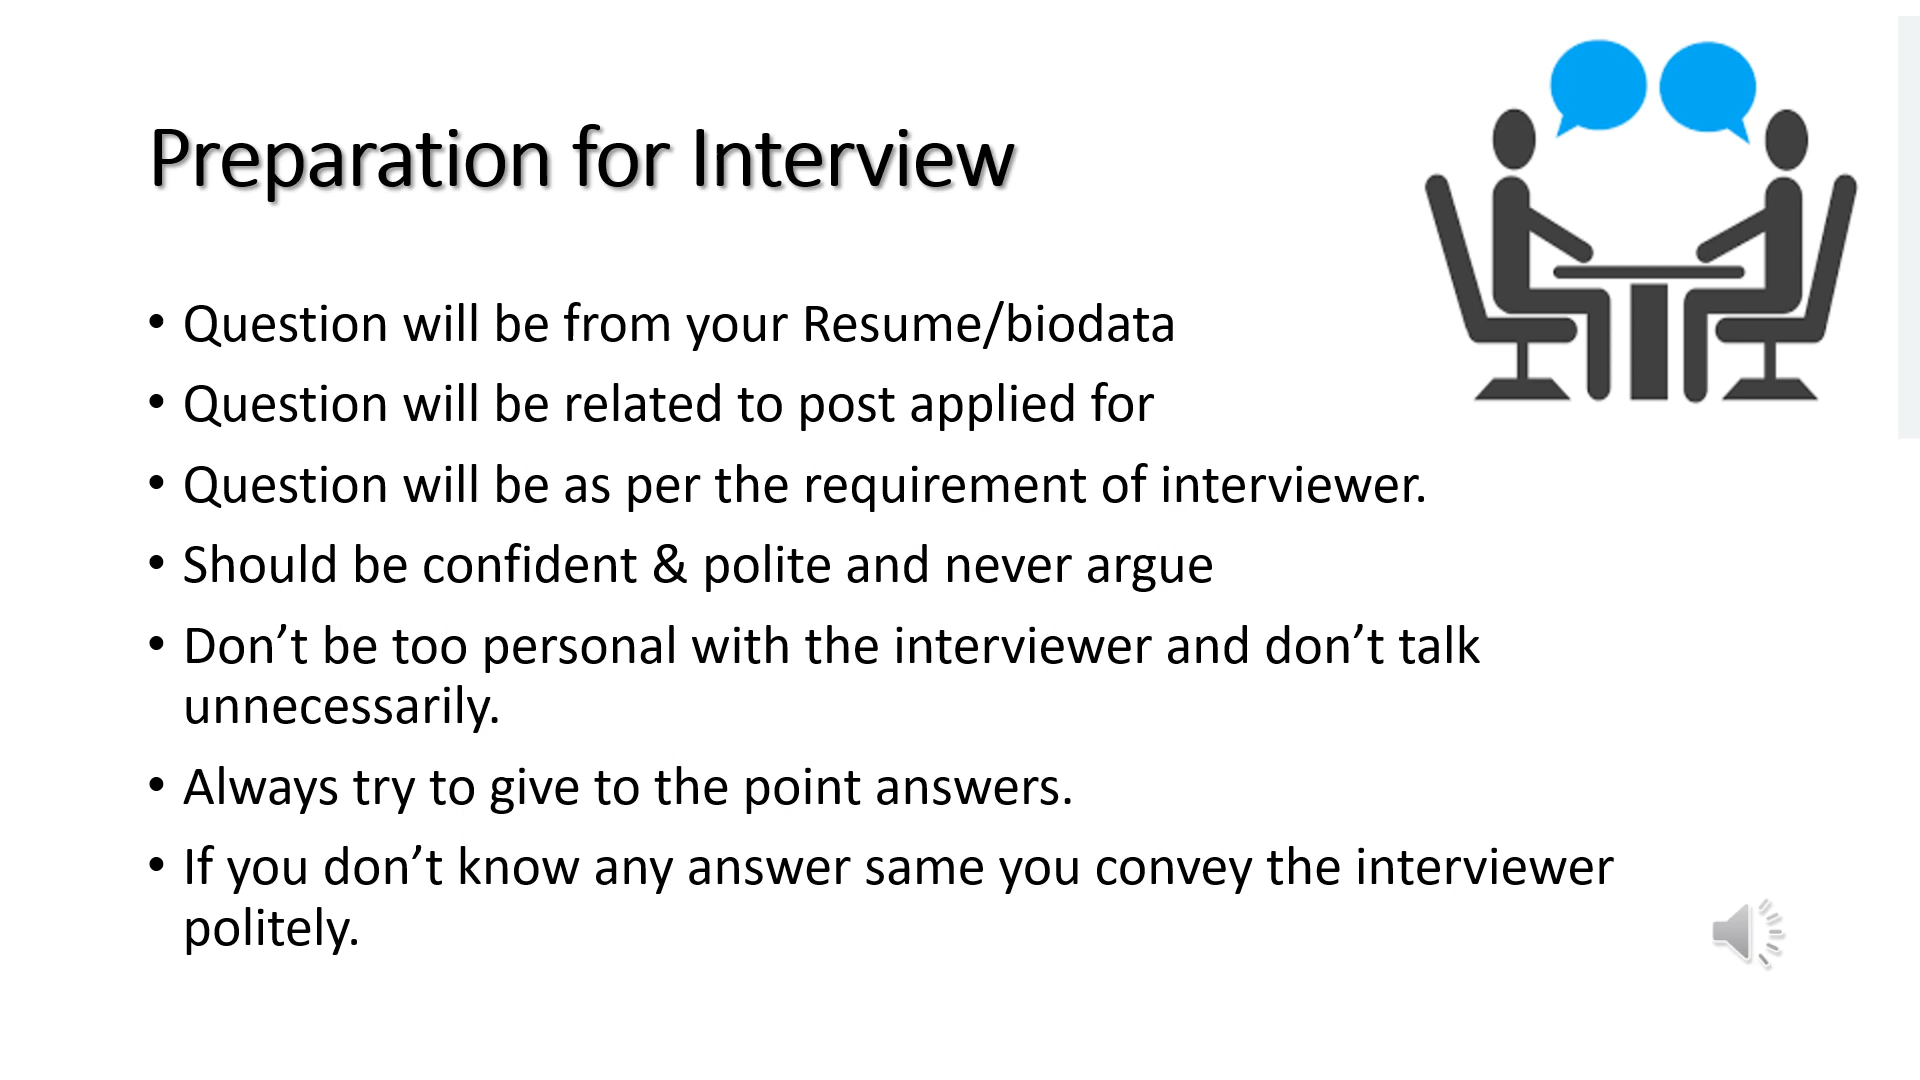 Preparation for Interview
• Question will be from your Resume/biodata
• Question will be related to post applied for
• Question will be as per the requirement of interviewer.
• Should be confident & polite and never argue
• Don’t be too personal with the interviewer and don’t talk
unnecessarily.
• Always try to give to the point answers.
• If you don’t know any answer same you convey the interviewer
politely.